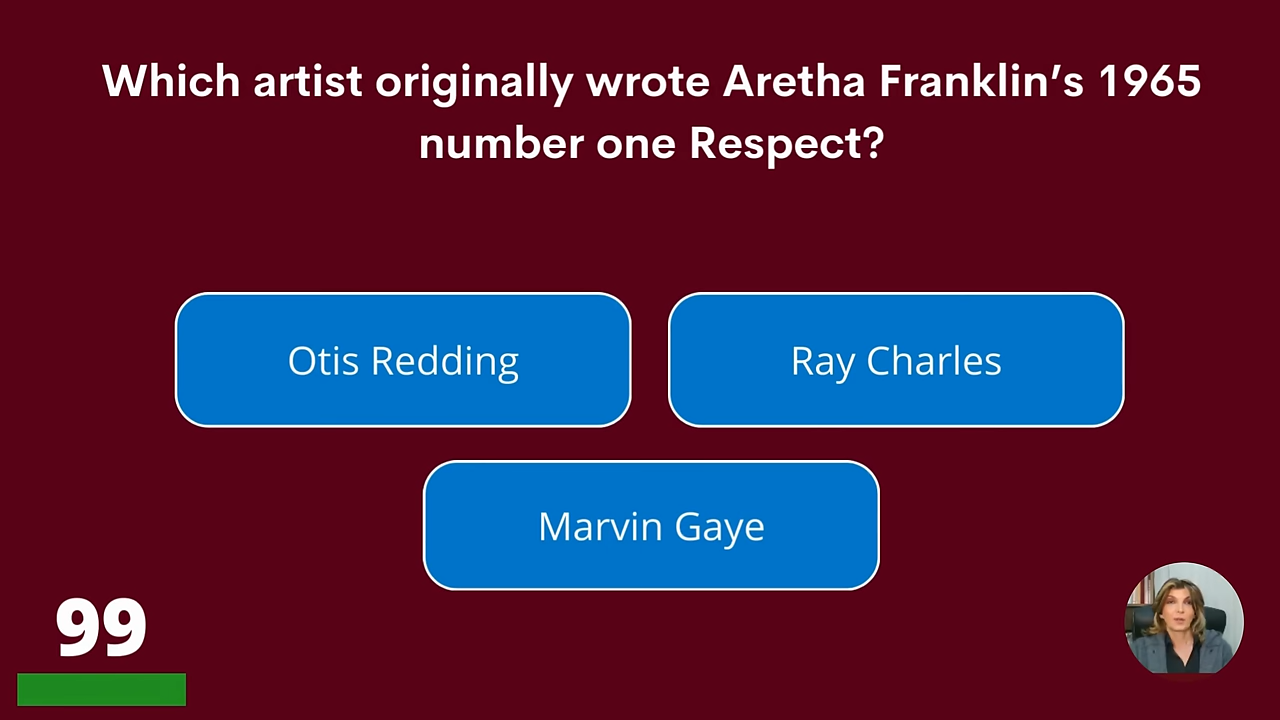 Which artist originally wrote Aretha Franklin’s 1965
number one Respect?
Otis Redding
Ray Charles
Marvin Gaye
99